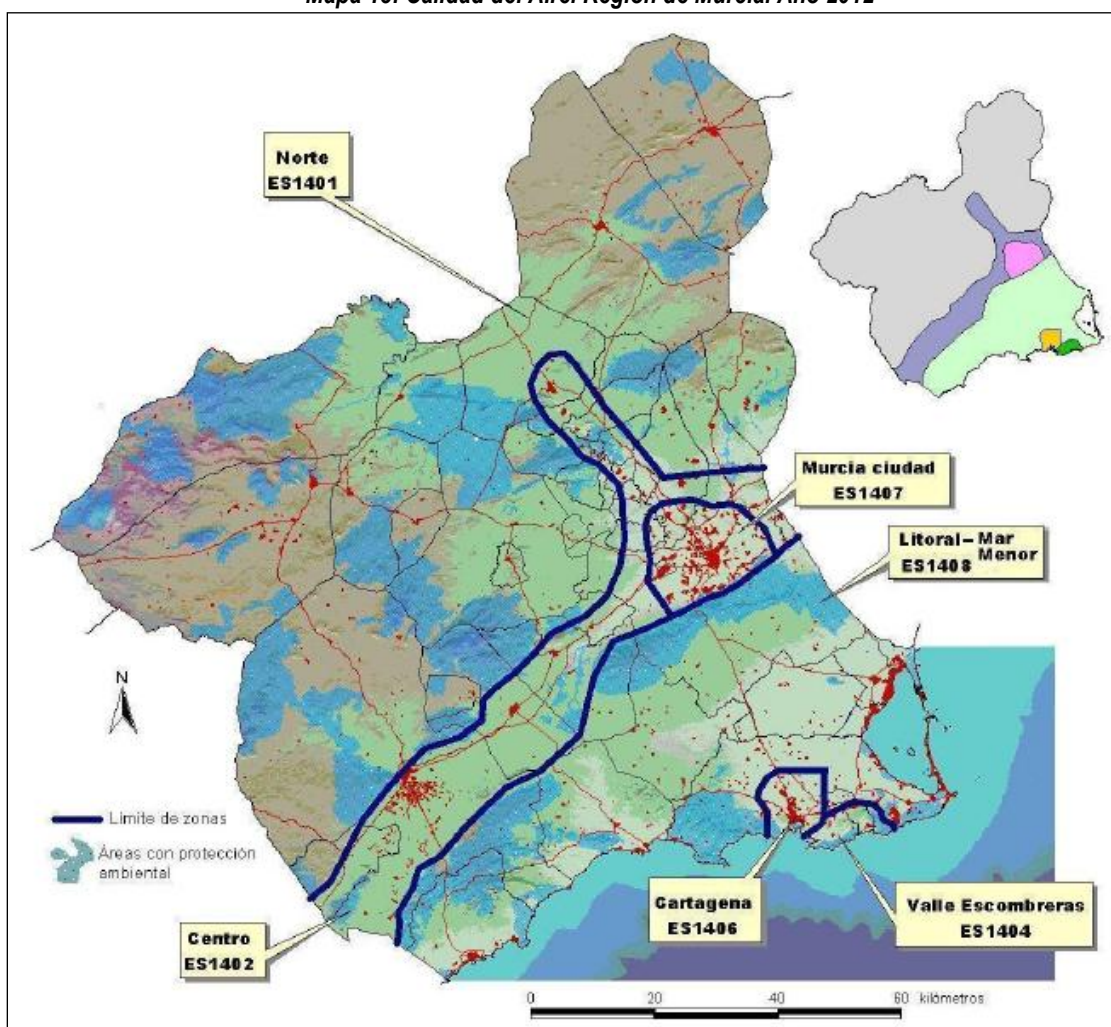 Mapa 13. Calidad del Aire. Región de Murcia. Año 2012
Norte
ES1401
Murcia ciudad
ES1407
Litoral- Mar
Menor
ES1408
N
Límite de zonas
Áreas con protección
ambiental
Cartagena
ES1406
Valle Escombreras
ES1404
Centro
ES1402
0 20 40 60 kilómetros